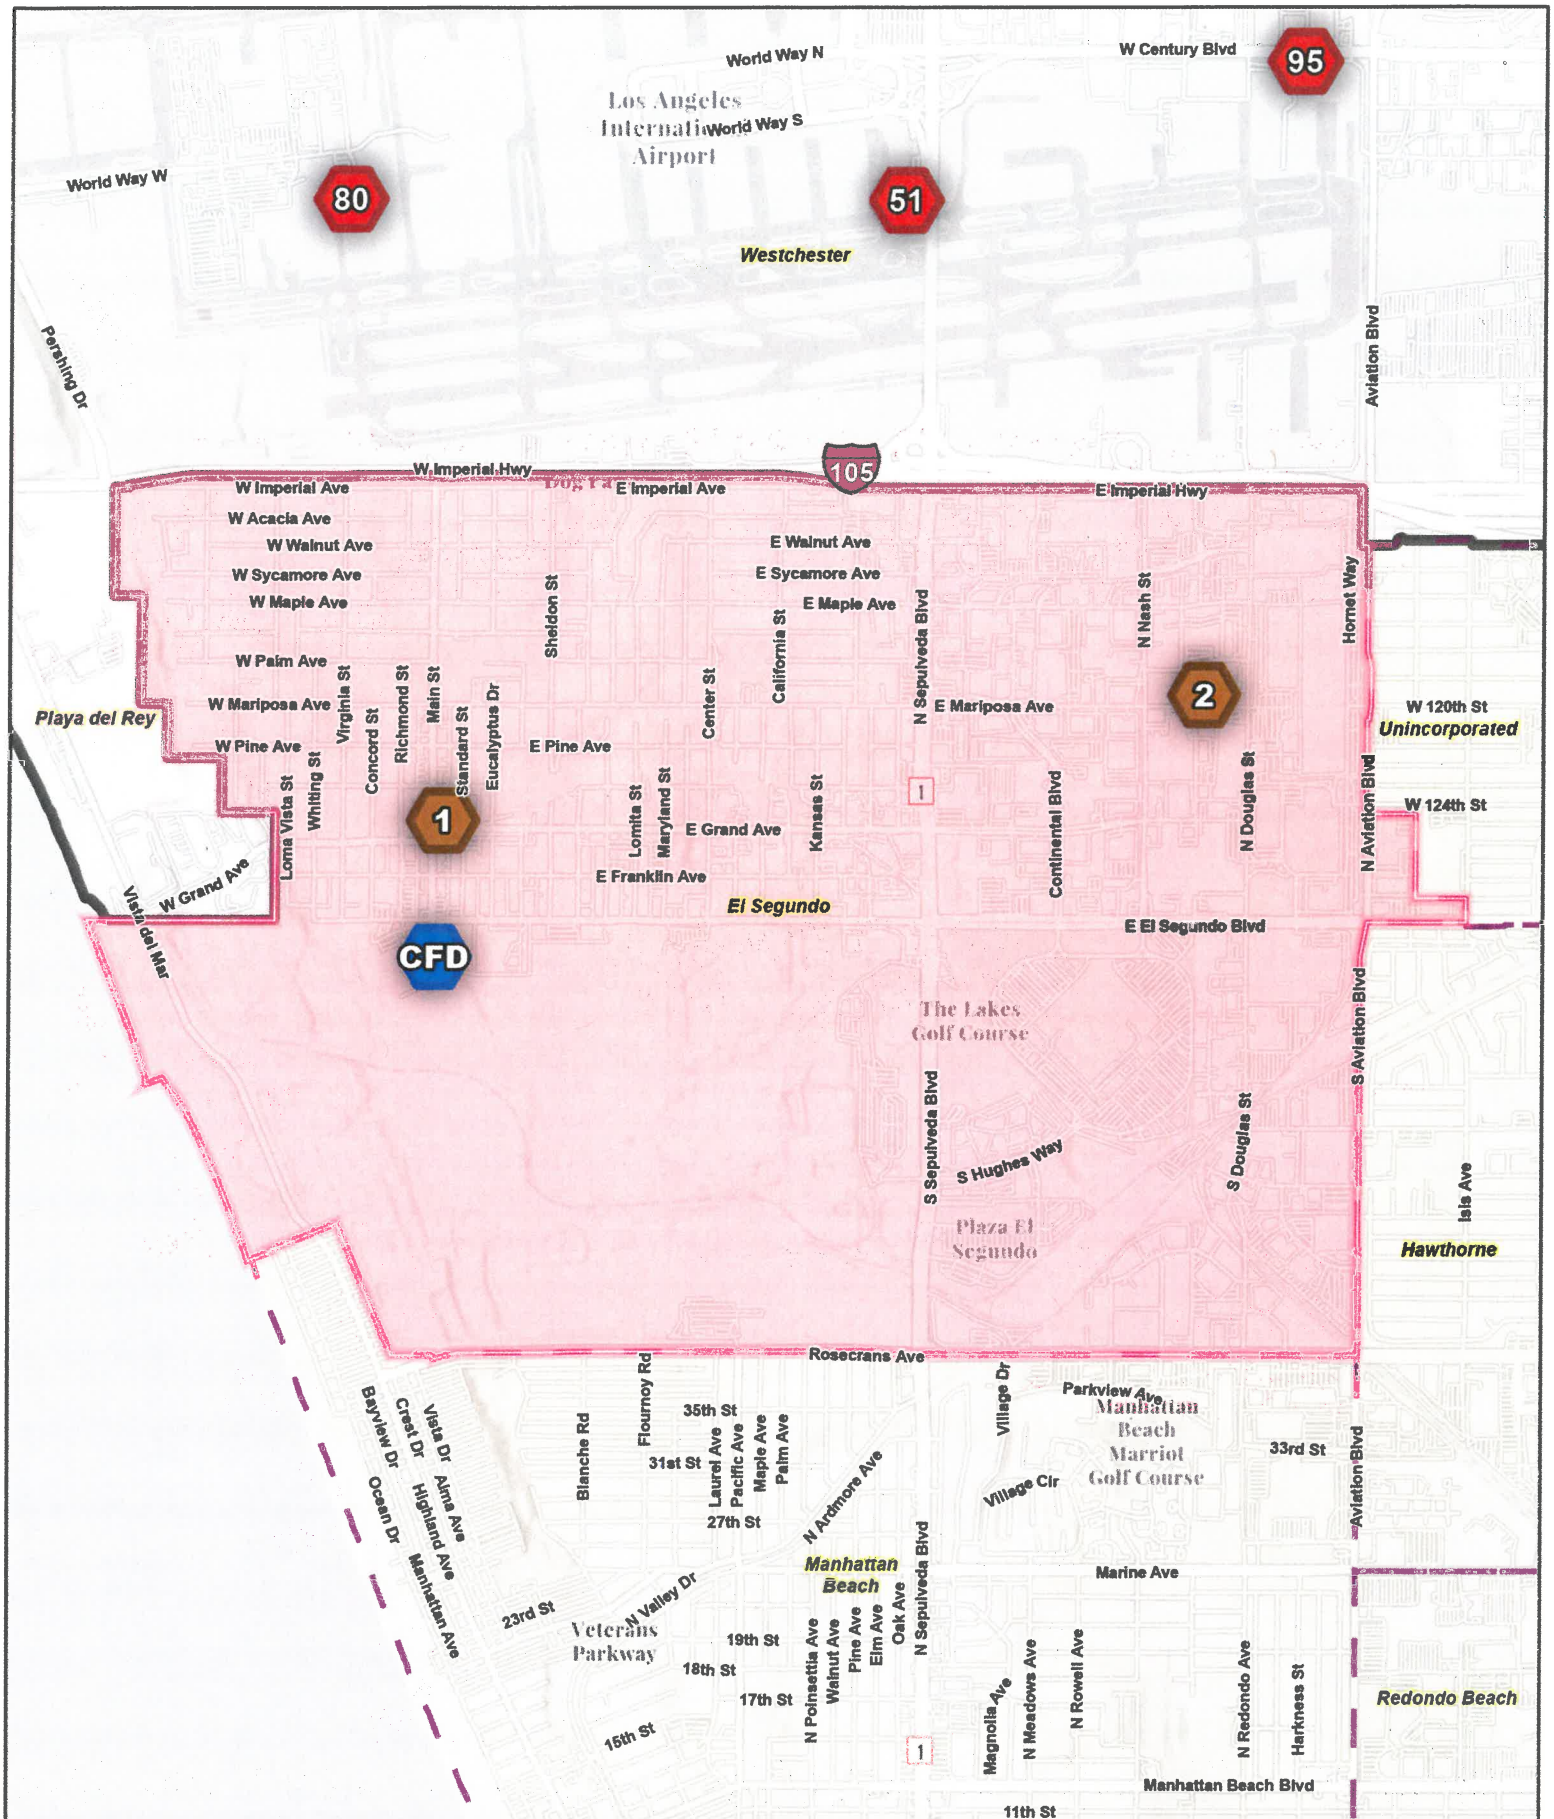 World Way N
W Century Blvd
95
Los Angeles
International
World Way S
Airport
World Way W
80
51
Westchester
Pershing Dr
Aviation Blvd
105
W Imperial Hwy
W Imperial Ave
E Imperial Ave
E Imperial Hwy
W Acacia Ave
W Walnut Ave
E Walnut Ave
W Sycamore Ave
E Sycamore Ave
W Maple Ave
E Maple Ave
Sheldon St
California St
N Sepulveda Blvd
N Nash St
Hornet Way
W Palm Ave
Virginia St
Richmond St
Main St
Center St
2
W Mariposa Ave
E Mariposa Ave
Playa del Rey
Concord St
Standard St
Eucalyptus Dr
W 120th St
Unincorporated
W Pine Ave
E Pine Ave
Whiting St
Loma Vista St
Lomita St
Maryland St
Kansas St
1
Continental Blvd
N Douglas St
N Aviation Blvd
W 124th St
1
E Grand Ave
W Grand Ave
E Franklin Ave
El Segundo
Vista del Mar
E El Segundo Blvd
CFD
The Lakes
Golf Course
S Aviation Blvd
S Sepulveda Blvd
S Hughes Way
S Douglas St
Isis Ave
Plaza El
Segundo
Hawthorne
Rosecrans Ave
Flournoy Rd
Village Dr
Parkview Ave
Manhattan
Beach
Marriot
Golf Course
Bayview Dr
Crest Dr
Vista Dr
Blanche Rd
35th St
31st St
Laurel Ave
Pacific Ave
Maple Ave
Palm Ave
33rd St
Aviation Blvd
Ocean Dr
Highland Ave
Alma Ave
27th St
N Ardmore Ave
Village Cir
Manhattan Ave
Manhattan
Beach
Marine Ave
N Valley Dr
23rd St
Oak Ave
N Sepulveda Blvd
Veterans
Parkway
19th St
18th St
17th St
15th St
N Poinsettia Ave
Walnut Ave
Pine Ave
Elm Ave
1
Magnolia Ave
N Meadows Ave
N Rowell Ave
N Redondo Ave
Harkness St
Redondo Beach
Manhattan Beach Blvd
11th St